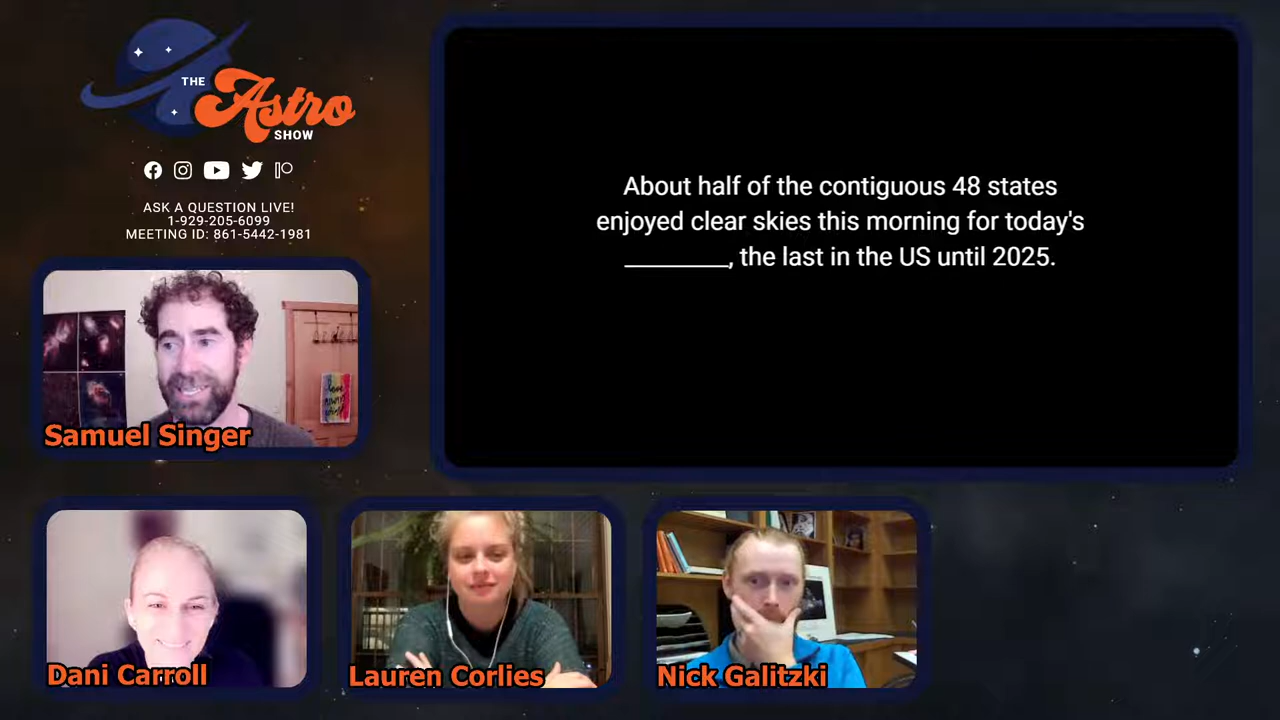 THE
Astro
SHOW
ASK A QUESTION LIVE!
1-929-205-6099
MEETING ID: 861-5442-1981
About half of the contiguous 48 states
enjoyed clear skies this morning for today's
________, the last in the US until 2025.
Samuel Singer
Dani Carroll
Lauren Corlies
Nick Galitzki